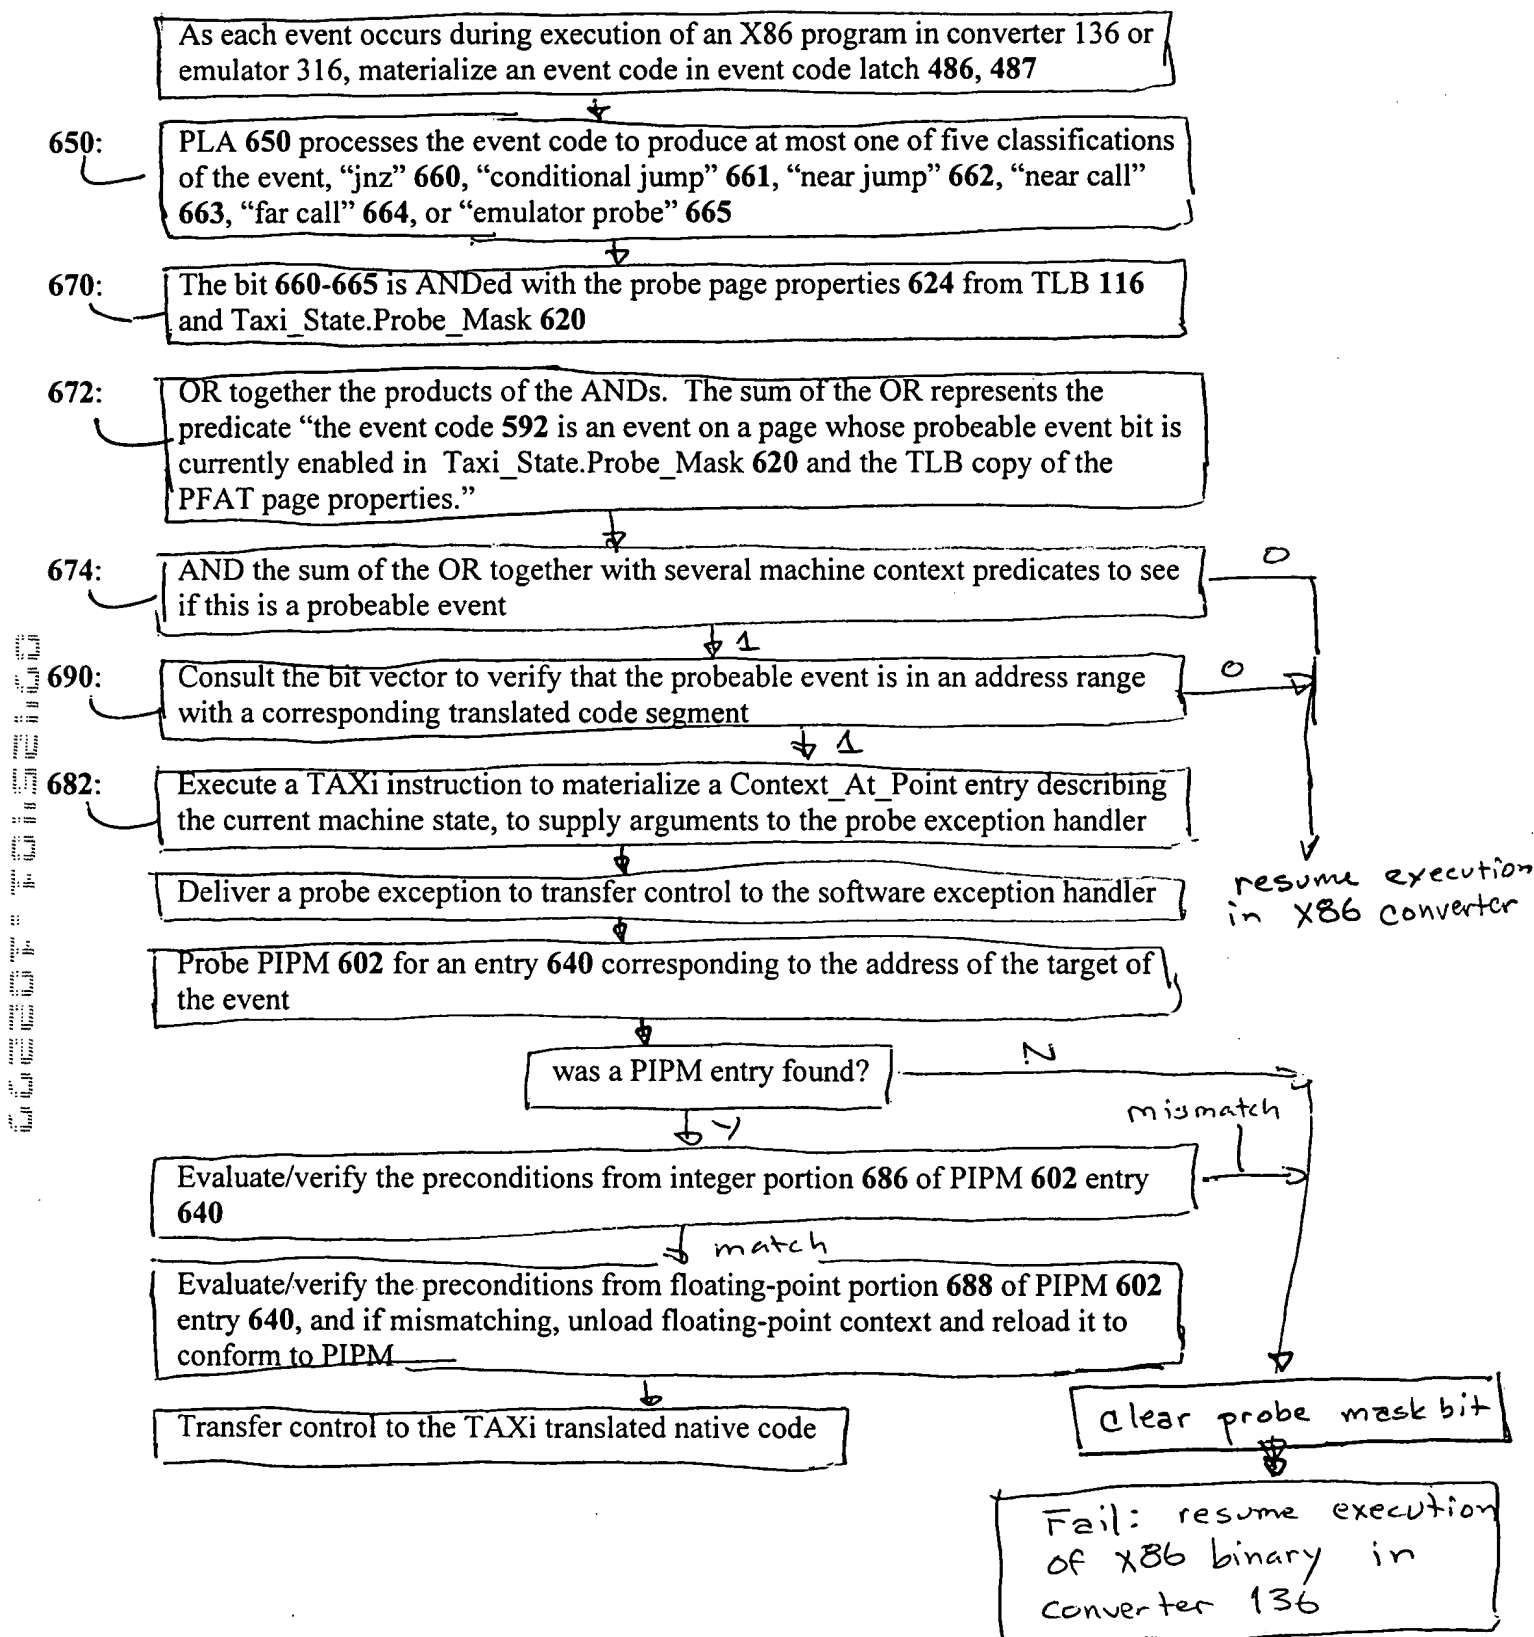 As each event occurs during execution of an X86 program in converter 136 or
emulator 316, materialize an event code in event code latch 486, 487
650:
PLA 650 processes the event code to produce at most one of five classifications
of the event, “jnz” 660, “conditional jump” 661, “near jump” 662, “near call”
663, “far call” 664, or “emulator probe” 665
670:
The bit 660-665 is ANDed with the probe page properties 624 from TLB 116
and Taxi_State.Probe_Mask 620
672:
OR together the products of the ANDs. The sum of the OR represents the
predicate “the event code 592 is an event on a page whose probeable event bit is
currently enabled in Taxi_State.Probe_Mask 620 and the TLB copy of the
PFAT page properties.”
674:
AND the sum of the OR together with several machine context predicates to see
if this is a probeable event
0
1
690:
Consult the bit vector to verify that the probeable event is in an address range
with a corresponding translated code segment
0
1
682:
Execute a TAXi instruction to materialize a Context_At_Point entry describing
the current machine state, to supply arguments to the probe exception handler
resume execution
in X86 converter
Deliver a probe exception to transfer control to the software exception handler
Probe PIPM 602 for an entry 640 corresponding to the address of the target of
the event
was a PIPM entry found?
N
Y
mismatch
Evaluate/verify the preconditions from integer portion 686 of PIPM 602 entry
640
match
Evaluate/verify the preconditions from floating-point portion 688 of PIPM 602
entry 640, and if mismatching, unload floating-point context and reload it to
conform to PIPM
Transfer control to the TAXi translated native code
clear probe mask bit
Fail: resume execution
of X86 binary in
converter 136